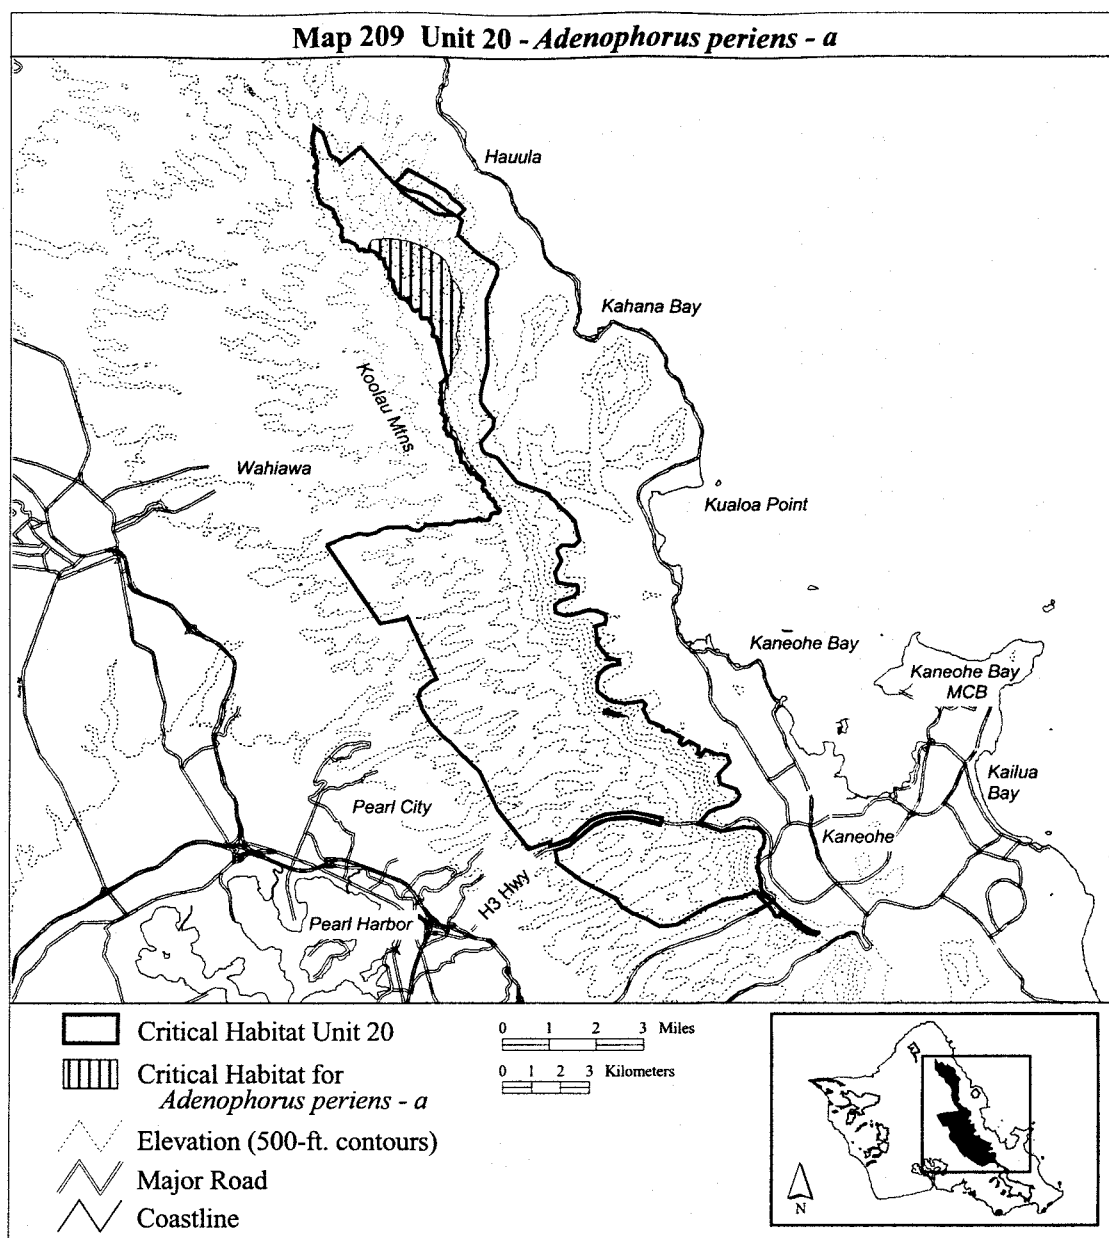 Map 209 Unit 20 - Adenophorus periens - a
Hauula
Kahana Bay
Koolau Mtns
Wahiawa
Kualoa Point
Kaneohe Bay
Kaneohe Bay
MCB
Kailua
Bay
Pearl City
Kaneohe
H3 Hwy
Pearl Harbor
Critical Habitat Unit 20
Critical Habitat for
Adenophorus periens - a
Elevation (500-ft. contours)
Major Road
Coastline
0 1 2 3 Miles
0 1 2 3 Kilometers
N